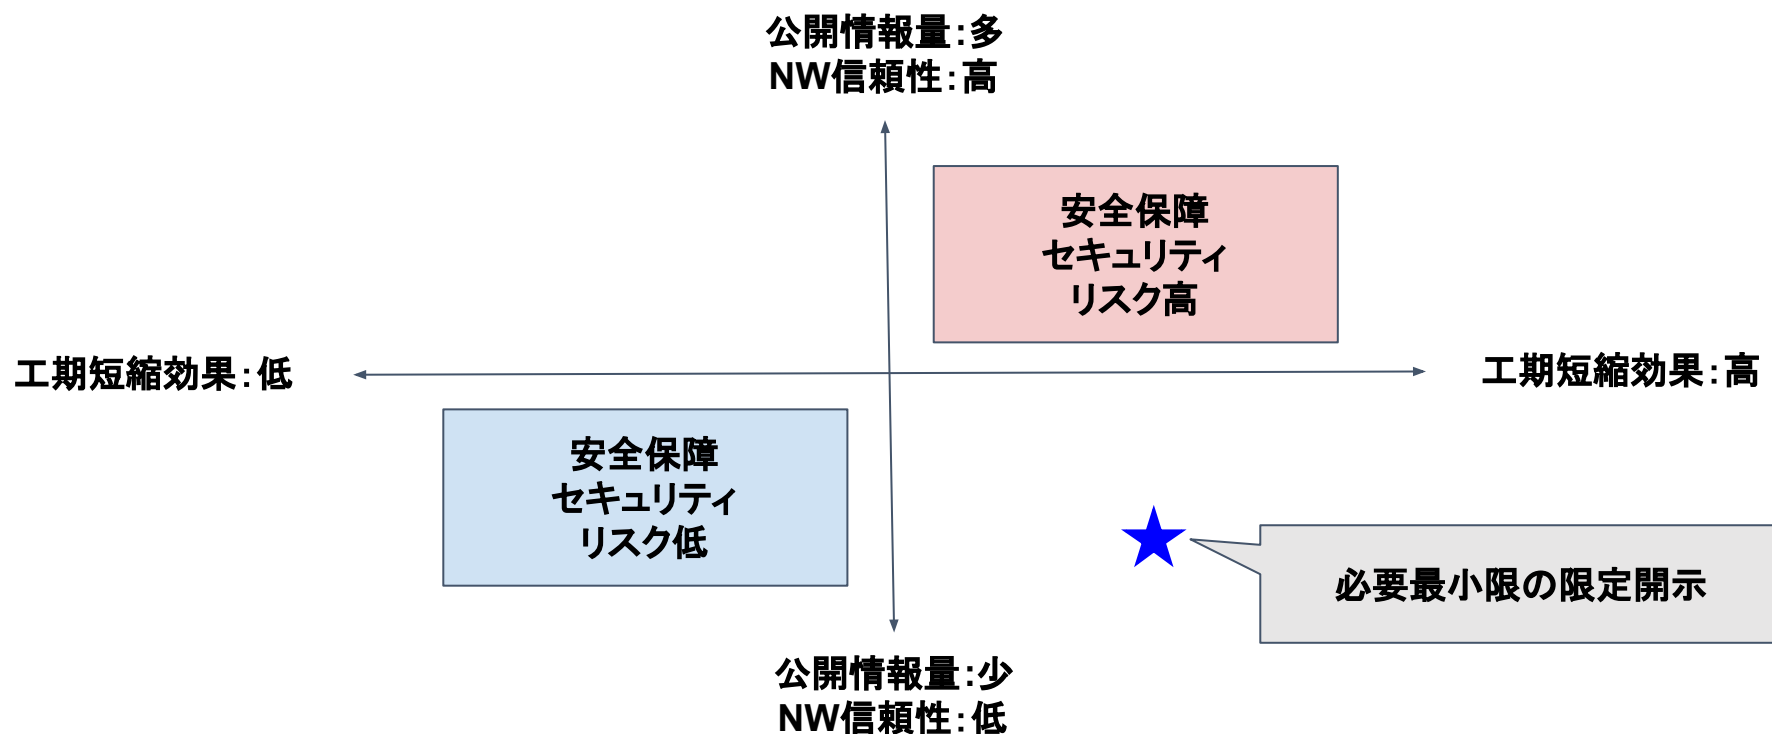 公開情報量：多
NW信頼性：高
安全保障
セキュリティ
リスク高
工期短縮効果：低
工期短縮効果：高
安全保障
セキュリティ
リスク低
必要最小限の限定開示
公開情報量：少
NW信頼性：低